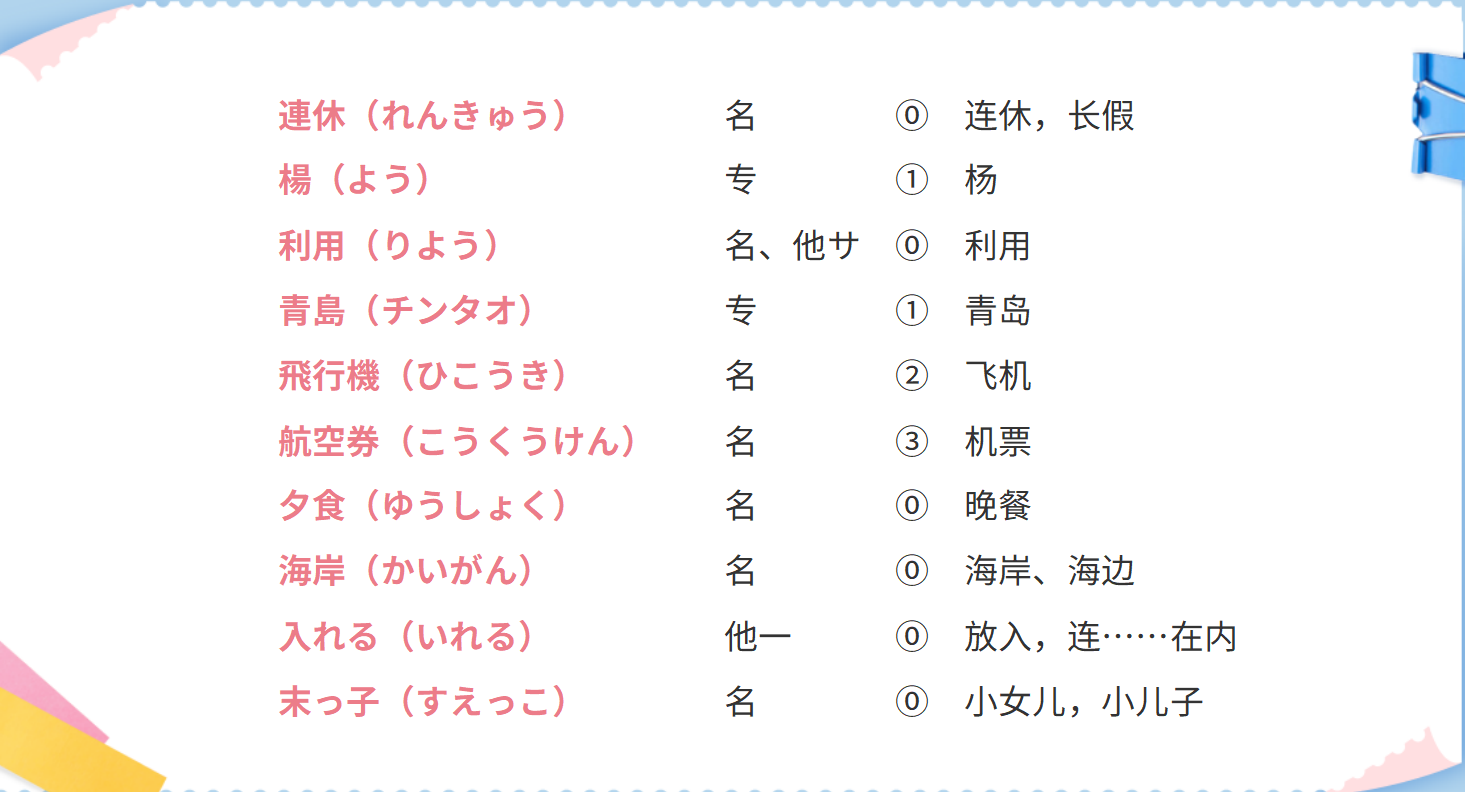 連休（れんきゅう） 名 ⓪ 连休，长假
楊（よう） 专 ① 杨
利用（りよう） 名、他サ ⓪ 利用
青島（チンタオ） 专 ① 青岛
飛行機（ひこうき） 名 ② 飞机
航空券（こうくうけん） 名 ③ 机票
夕食（ゆうしょく） 名 ⓪ 晚餐
海岸（かいがん） 名 ⓪ 海岸、海边
入れる（いれる） 他一 ⓪ 放入，连……在内
末っ子（すえっこ） 名 ⓪ 小女儿，小儿子